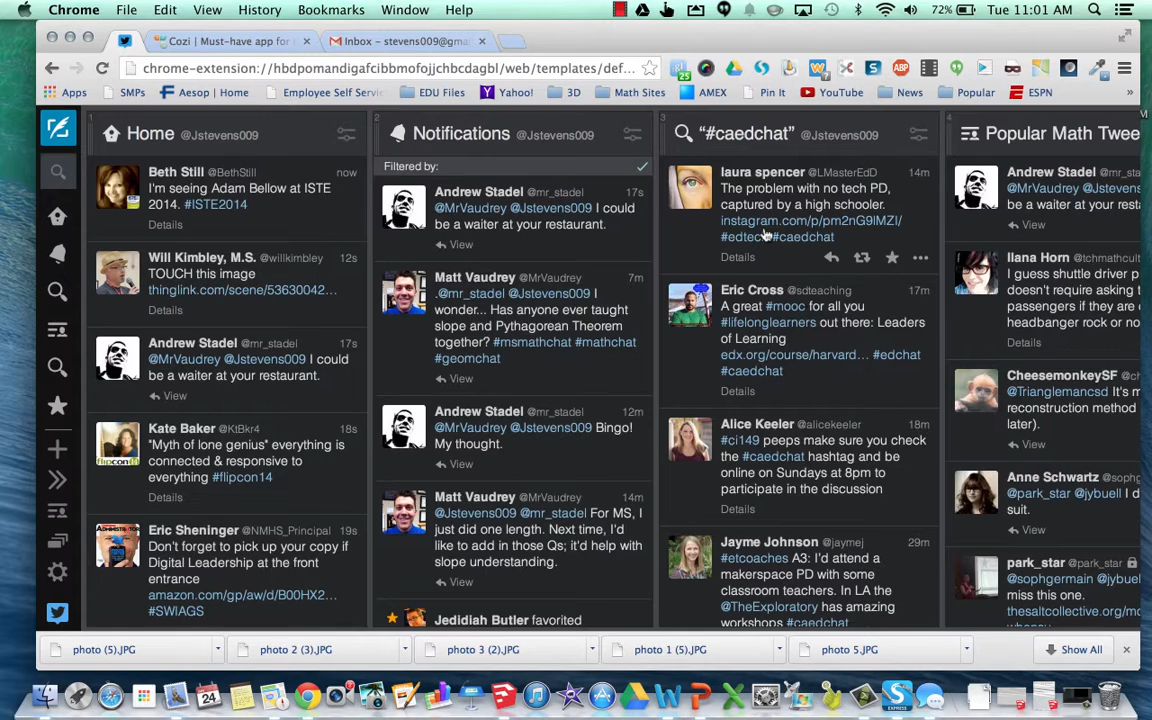 Chrome File Edit View History Bookmarks Window Help
72% Tue 11:01 AM
Cozi | Must-have app for
Inbox – stevens009@gma
chrome-extension://hbdpomandigafcibbmofojjchbcdagbl/web/templates/def...
Apps SMPs Aesop | Home Employee Self Servi EDU Files Yahoo! 3D Math Sites AMEX Pin It YouTube News Popular ESPN
1
Home @Jstevens009
Beth Still @BethStill now
I'm seeing Adam Bellow at ISTE
2014. #ISTE2014
Details
Will Kimbley, M.S. @willkimbley 12s
TOUCH this image
thinglink.com/scene/53630042...
Details
Andrew Stadel @mr_stadel 17s
@MrVaudrey @Jstevens009 I could
be a waiter at your restaurant.
View
Kate Baker @KtBkr4 18s
"Myth of lone genius" everything is
connected & responsive to
everything #flipcon14
Details
Eric Sheninger @NMHS_Principal 19s
Don't forget to pick up your copy if
Digital Leadership at the front
entrance
amazon.com/gp/aw/d/B00HX2...
#SWIAGS
2
Notifications @Jstevens009
Filtered by:
Andrew Stadel @mr_stadel 17s
@MrVaudrey @Jstevens009 I could
be a waiter at your restaurant.
View
Matt Vaudrey @MrVaudrey 7m
.@mr_stadel @Jstevens009 I
wonder... Has anyone ever taught
slope and Pythagorean Theorem
together? #msmathchat #mathchat
#geomchat
View
Andrew Stadel @mr_stadel 12m
@MrVaudrey @Jstevens009 Bingo!
My thought.
View
Matt Vaudrey @MrVaudrey 14m
@Jstevens009 @mr_stadel For MS, I
just did one length. Next time, I'd
like to add in those Qs; it'd help with
slope understanding.
View
Jedidiah Butler favorited
3
"#caedchat" @Jstevens009
laura spencer @LMasterEdD 14m
The problem with no tech PD,
captured by a high schooler.
instagram.com/p/pm2nG9lMZI/
#edtech #caedchat
Details
Eric Cross @sdteaching 17m
A great #mooc for all you
#lifelonglearners out there: Leaders
of Learning
edx.org/course/harvard... #edchat
#caedchat
Details
Alice Keeler @alicekeeler 18m
#ci149 peeps make sure you check
the #caedchat hashtag and be
online on Sundays at 8pm to
participate in the discussion
Details
Jayme Johnson @jaymej 29m
#etcoaches A3: I'd attend a
makerspace PD with some
classroom teachers. In LA the
@TheExploratory has amazing
workshops #caedchat
4
Popular Math Twee
Andrew Stadel @m
@MrVaudrey @Jste
be a waiter at your resta
View
Ilana Horn @tchmathcult
I guess shuttle driver p
doesn't require asking t
passengers if they are
headbanger rock or no
Details
CheesemonkeySF @ch
@Trianglemancsd I'm
reconstruction method
later).
View
Anne Schwartz @sophg
@park_star @jybuell I d
suit.
View
park_star @park_star
@sophgermain @jybuell
miss this one.
thesaltcollective.org/mo
photo (5).JPG photo 2 (3).JPG photo 3 (2).JPG photo 1 (5).JPG photo 5.JPG Show All